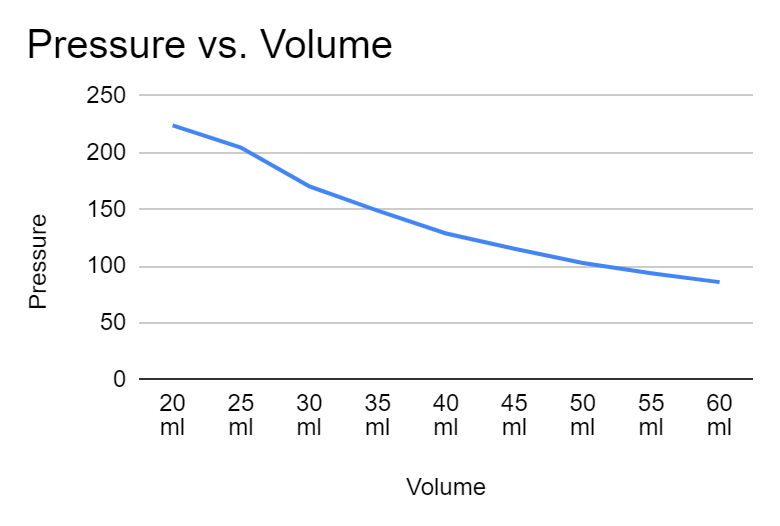 Pressure vs. Volume
250
200
150
100
50
0
Pressure
20 ml
25 ml
30 ml
35 ml
40 ml
45 ml
50 ml
55 ml
60 ml
Volume